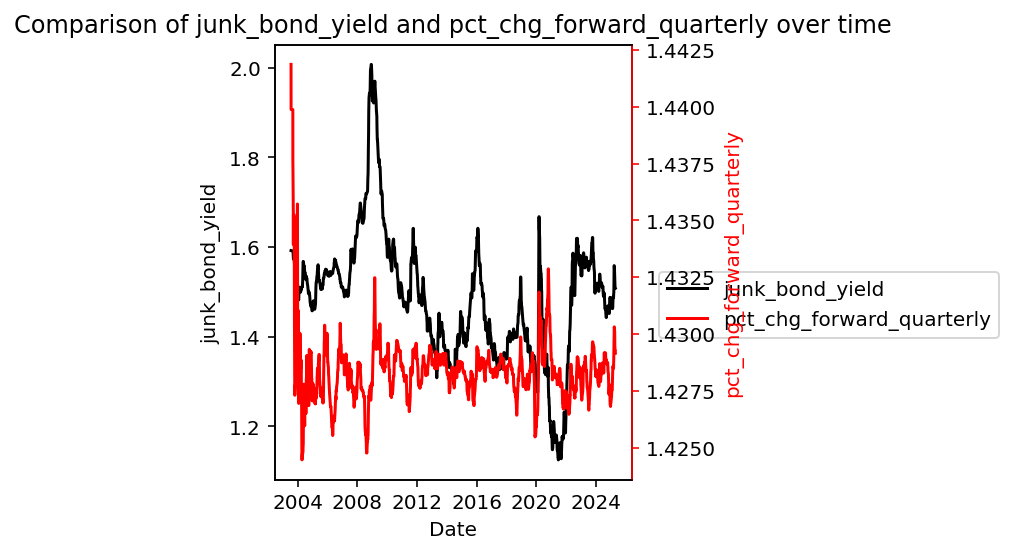 Comparison of junk_bond_yield and pct_chg_forward_quarterly over time
2.0
1.8
1.6
1.4
1.2
junk_bond_yield
1.4425
1.4400
1.4375
1.4350
1.4325
1.4300
1.4275
1.4250
pct_chg_forward_quarterly
junk_bond_yield
pct_chg_forward_quarterly
2004 2008 2012 2016 2020 2024
Date